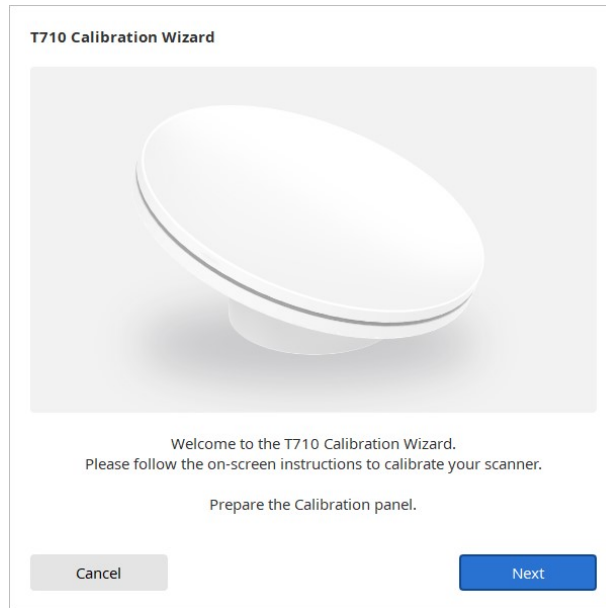 T710 Calibration Wizard
Welcome to the T710 Calibration Wizard.
Please follow the on-screen instructions to calibrate your scanner.
Prepare the Calibration panel.
Cancel
Next